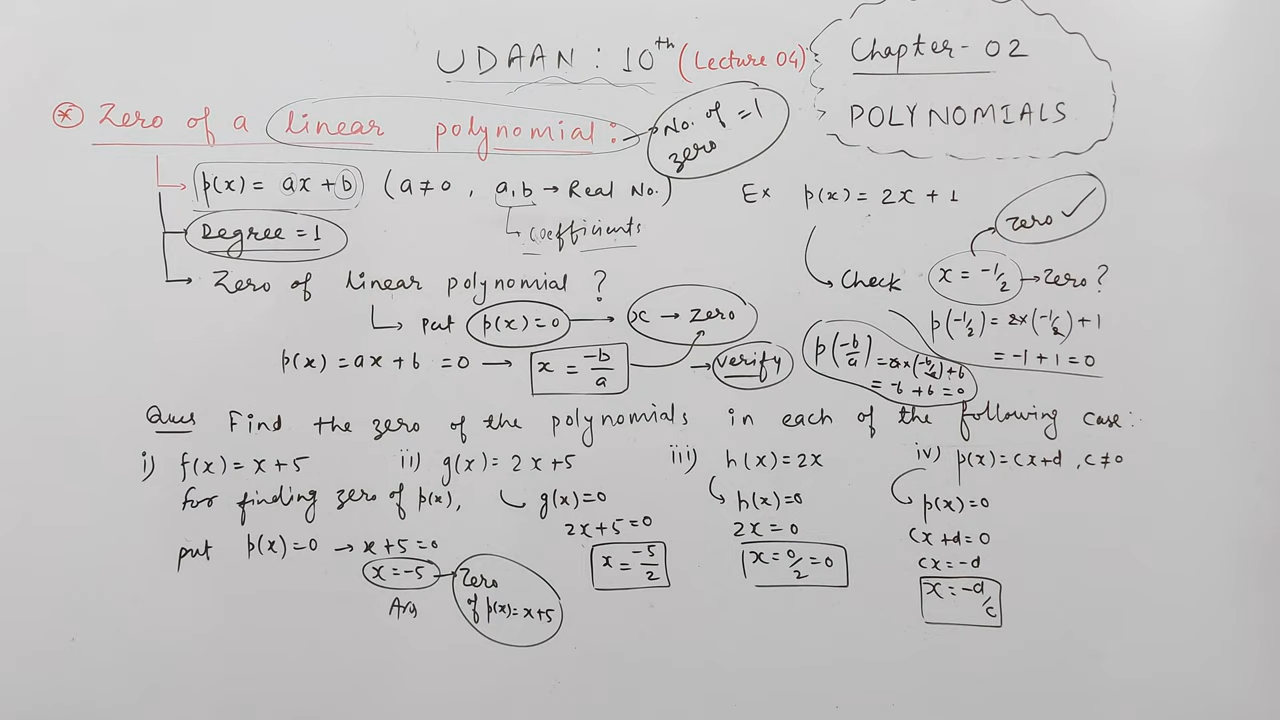 UDAAN : 10th (Lecture 04)
Chapter - 02
POLYNOMIALS
* Zero of a linear polynomial :
No. of zero = 1
p(x) = ax + b (a ≠ 0 , a,b → Real No.)
coefficients
Degree = 1
Zero of linear polynomial ?
put p(x) = 0 → x → zero
p(x) = ax + b = 0 → x = -b/a → verify
p(-b/a) = a×(-b/a) + b
= -b + b = 0
Ex p(x) = 2x + 1
Check x = -1/2 → zero ?
zero ✓
p(-1/2) = 2×(-1/2) + 1
= -1 + 1 = 0
Ques Find the zero of the polynomials in each of the following case :
i) f(x) = x + 5
for finding zero of p(x),
put p(x) = 0 → x + 5 = 0
x = -5
Zero of p(x) = x+5
Ans
ii) g(x) = 2x + 5
g(x) = 0
2x + 5 = 0
x = -5/2
iii) h(x) = 2x
h(x) = 0
2x = 0
x = 0/2 = 0
iv) p(x) = cx + d , c ≠ 0
p(x) = 0
cx + d = 0
cx = -d
x = -d/c